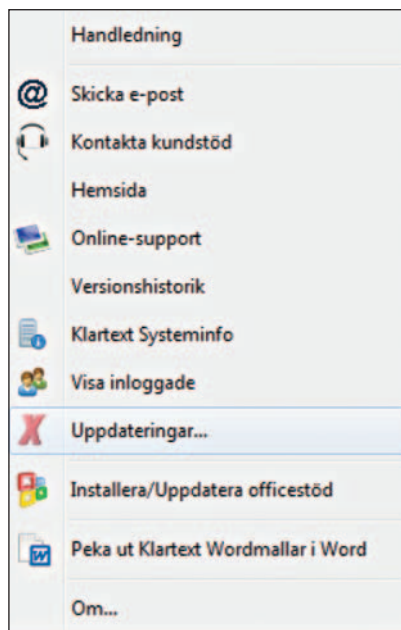 Handledning
Skicka e-post
Kontakta kundstöd
Hemsida
Online-support
Versionshistorik
Klartext Systeminfo
Visa inloggade
Uppdateringar...
Installera/Uppdatera officestöd
Peka ut Klartext Wordmallar i Word
Om...